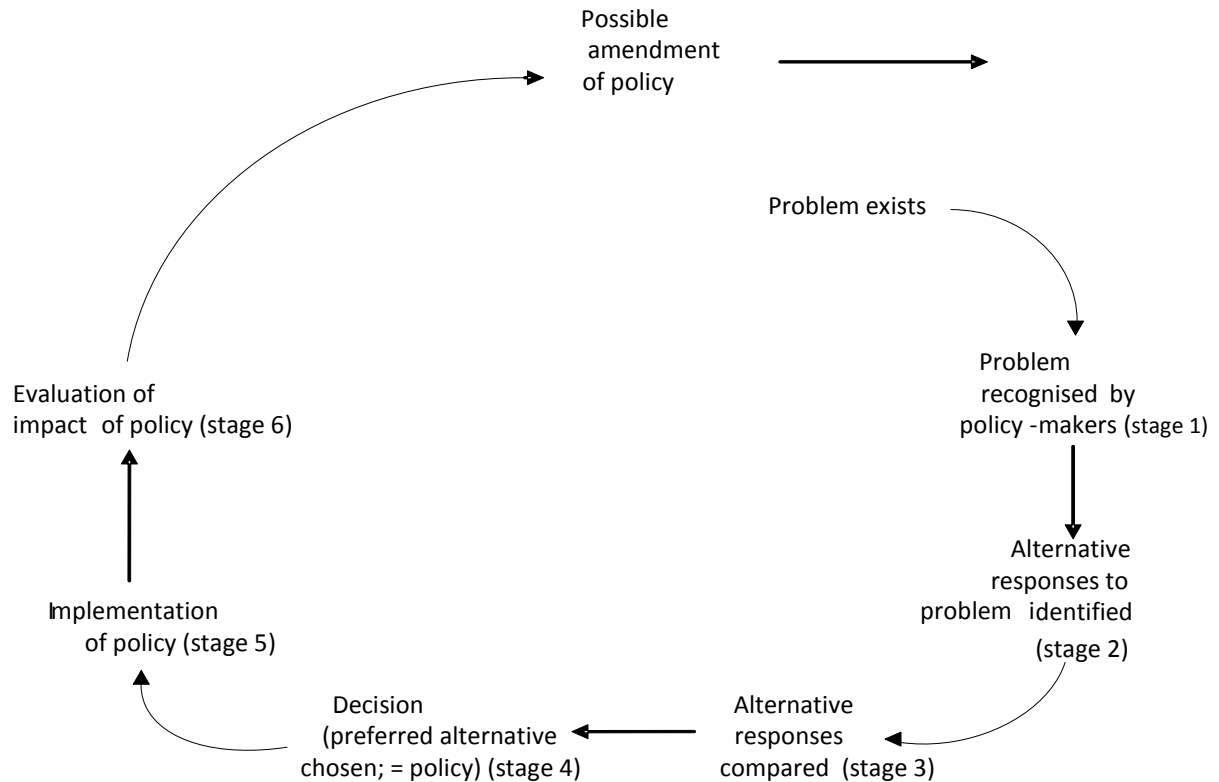 Possible
amendment
of policy
Problem exists
Problem
recognised by
policy -makers (stage 1)
Alternative
responses to
problem identified
(stage 2)
Alternative
responses
compared (stage 3)
Decision
(preferred alternative
chosen; = policy) (stage 4)
Implementation
of policy (stage 5)
Evaluation of
impact of policy (stage 6)